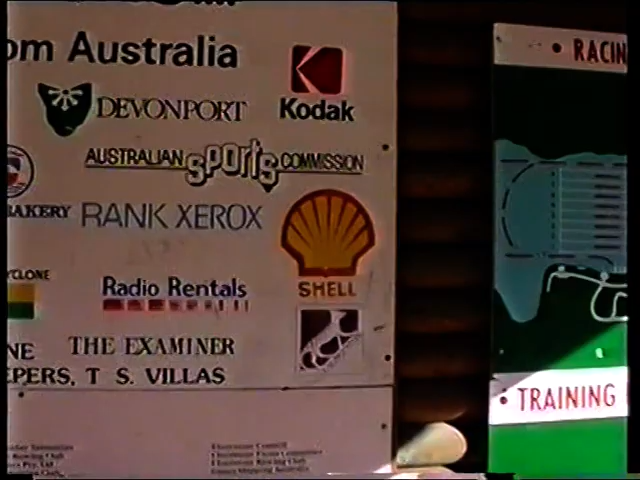 om Australia
Kodak
DEVONPORT
AUSTRALIAN sports COMMISSION
BAKERY RANK XEROX
SHELL
YCLONE
Radio Rentals
NE THE EXAMINER
EPERS, T S. VILLAS
RACIN
TRAINING